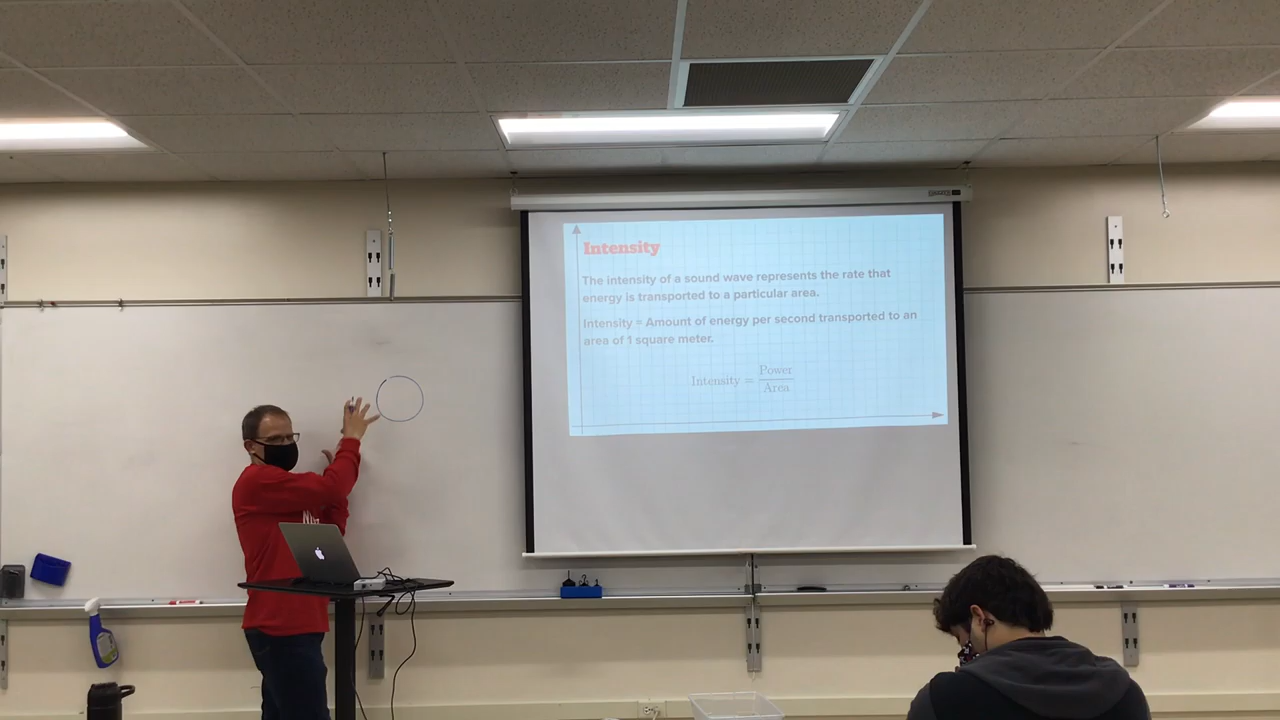 Intensity
The intensity of a sound wave represents the rate that
energy is transported to a particular area.
Intensity = Amount of energy per second transported to an
area of 1 square meter.
Intensity = Power
Area